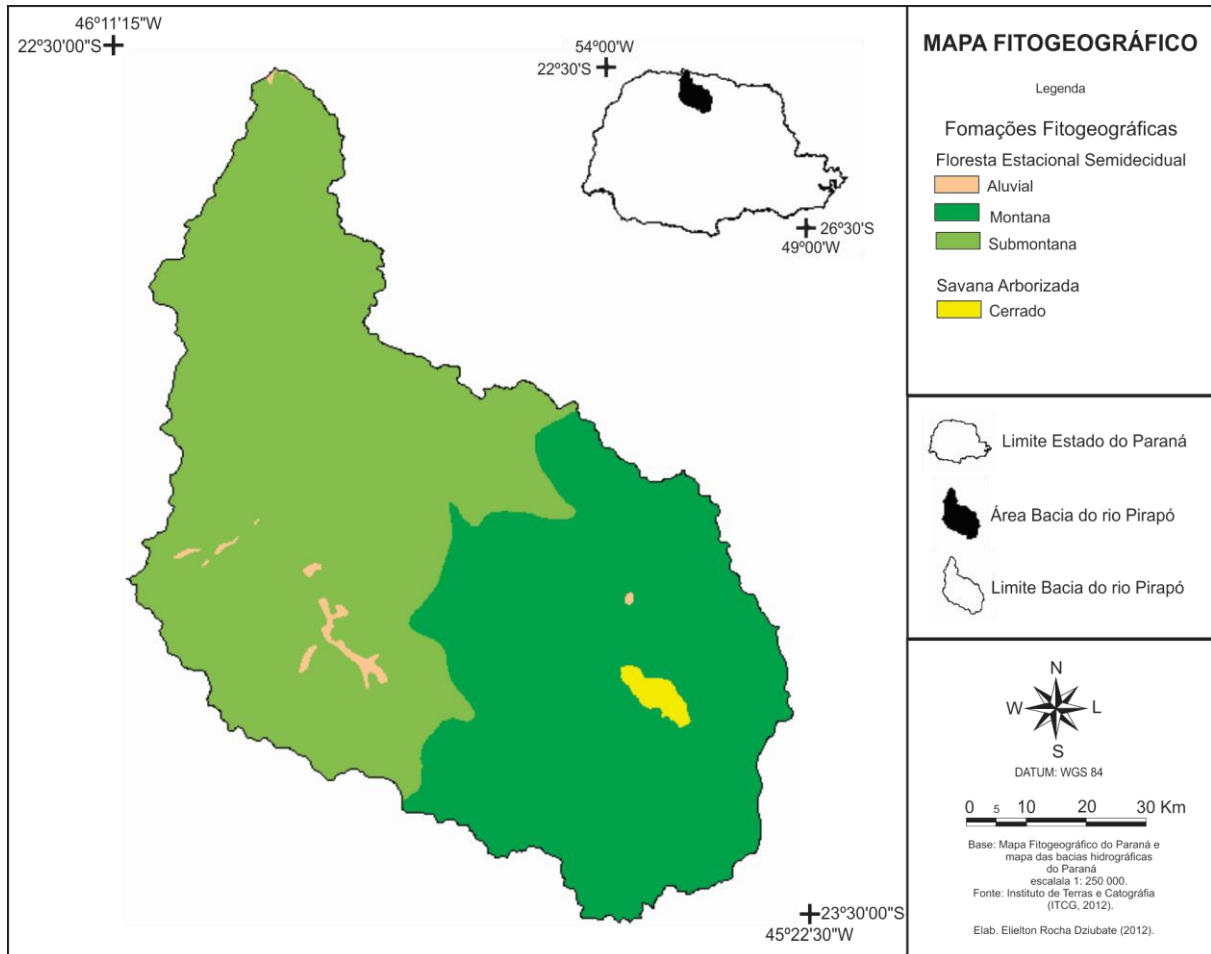 46º11'15"W
22º30'00"S
54º00'W
22º30'S
26º30'S
49º00'W
23º30'00"S
45º22'30"W
MAPA FITOGEOGRÁFICO
Legenda
Fomações Fitogeográficas
Floresta Estacional Semidecidual
Aluvial
Montana
Submontana
Savana Arborizada
Cerrado
Limite Estado do Paraná
Área Bacia do rio Pirapó
Limite Bacia do rio Pirapó
N
W
L
S
DATUM: WGS 84
0 5 10 20 30 Km
Base: Mapa Fitogeográfico do Paraná e
mapa das bacias hidrográficas
do Paraná
escalala 1: 250 000.
Fonte: Instituto de Terras e Catográfia
(ITCG, 2012).
Elab. Elielton Rocha Dziubate (2012).